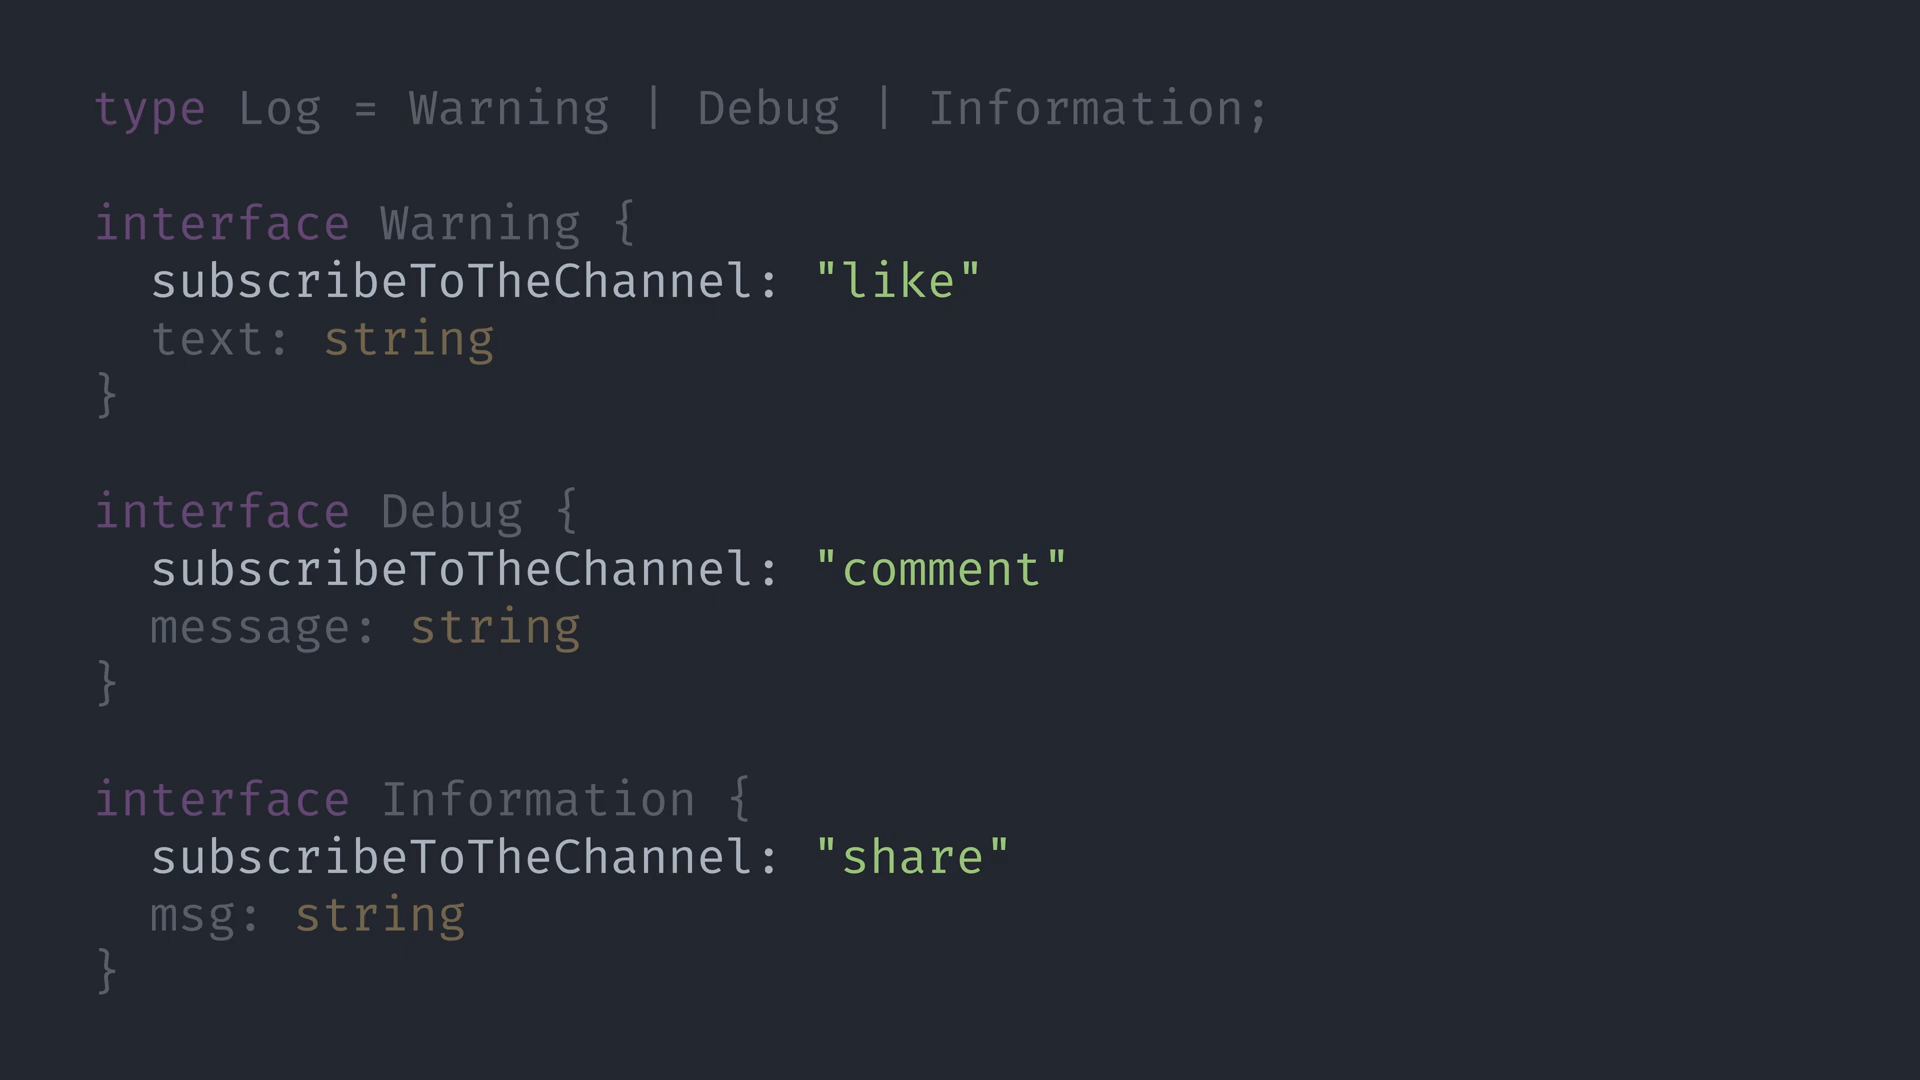 type Log = Warning | Debug | Information;
interface Warning {
subscribeToTheChannel: "like"
text: string
}
interface Debug {
subscribeToTheChannel: "comment"
message: string
}
interface Information {
subscribeToTheChannel: "share"
msg: string
}